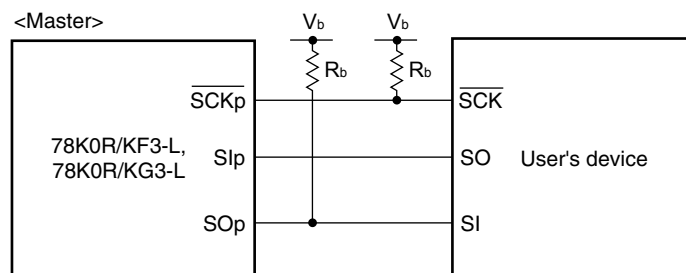 <Master>
Vb Vb
Rb Rb
SCKp SCK
78K0R/KF3-L,
78K0R/KG3-L
SIp SO User's device
SOp SI